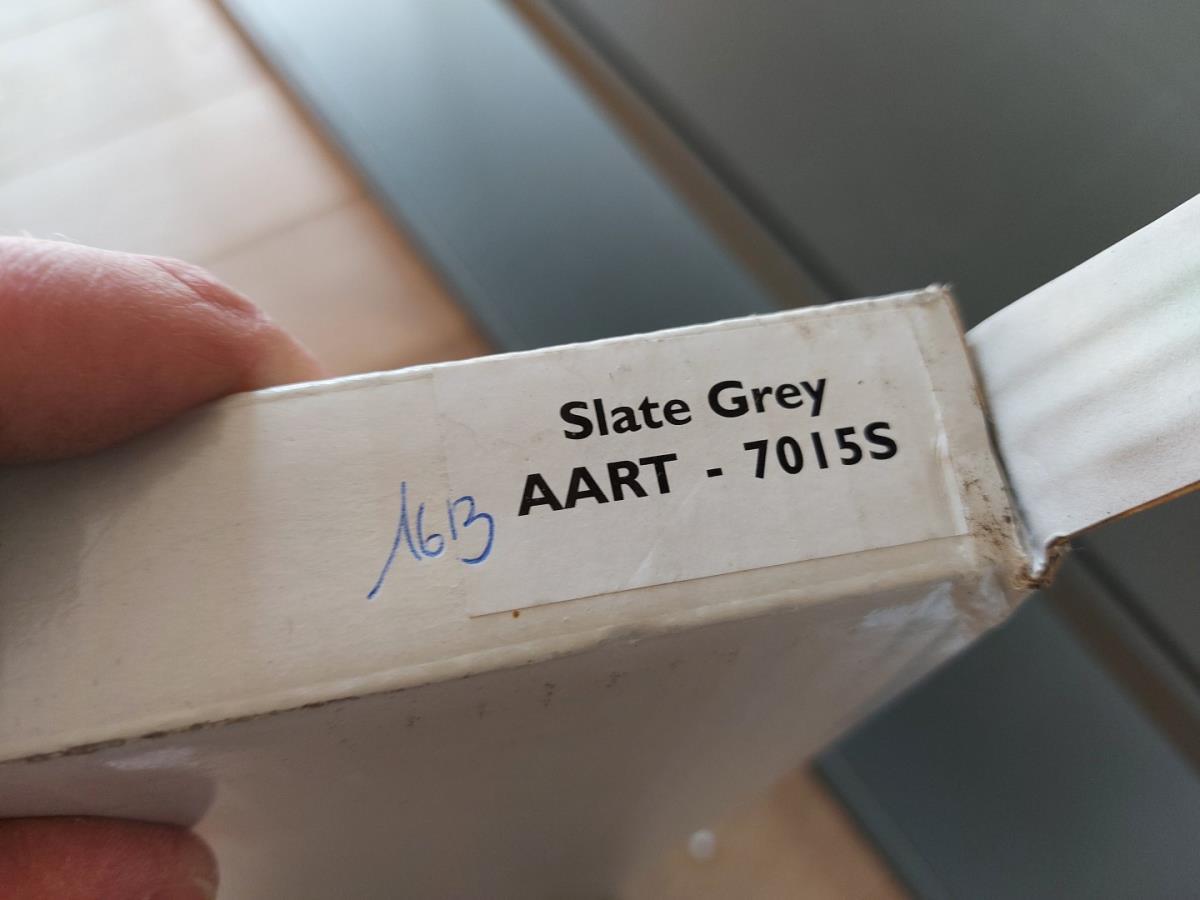 Slate Grey
AART - 7015S
16B